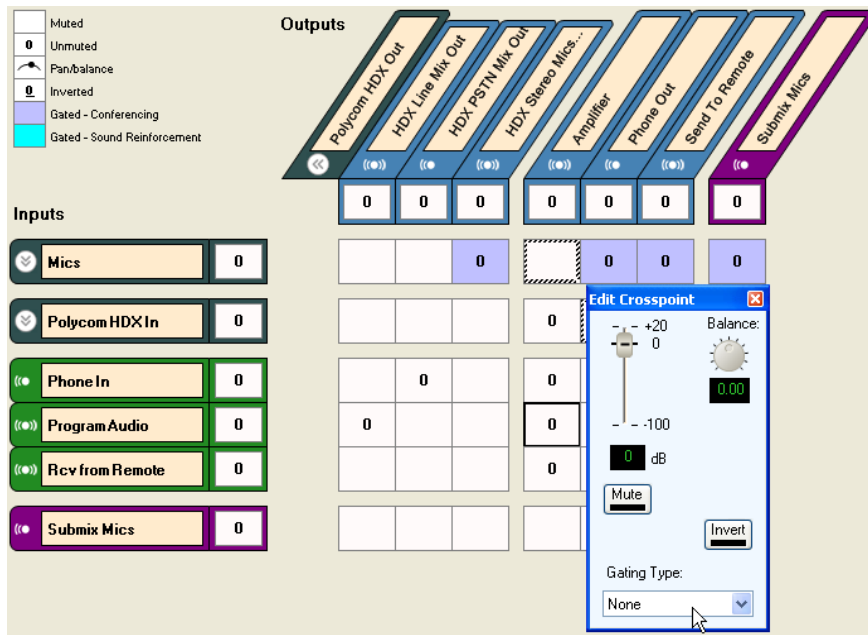 Muted
0 Unmuted
Pan/balance
0 Inverted
Gated - Conferencing
Gated - Sound Reinforcement
Outputs
Polycom HDX Out
HDX Line Mix Out
HDX PSTN Mix Out
HDX Stereo Mics...
Amplifier
Phone Out
Send To Remote
Submix Mics
0 0 0 0 0 0 0
Inputs
Mics 0 0 0 0 0
Polycom HDX In 0 0
Phone In 0 0 0
Program Audio 0 0 0
Rcv from Remote 0 0
Submix Mics 0
Edit Crosspoint
+20
0
-100
Balance:
0.00
0 dB
Mute
Invert
Gating Type:
None